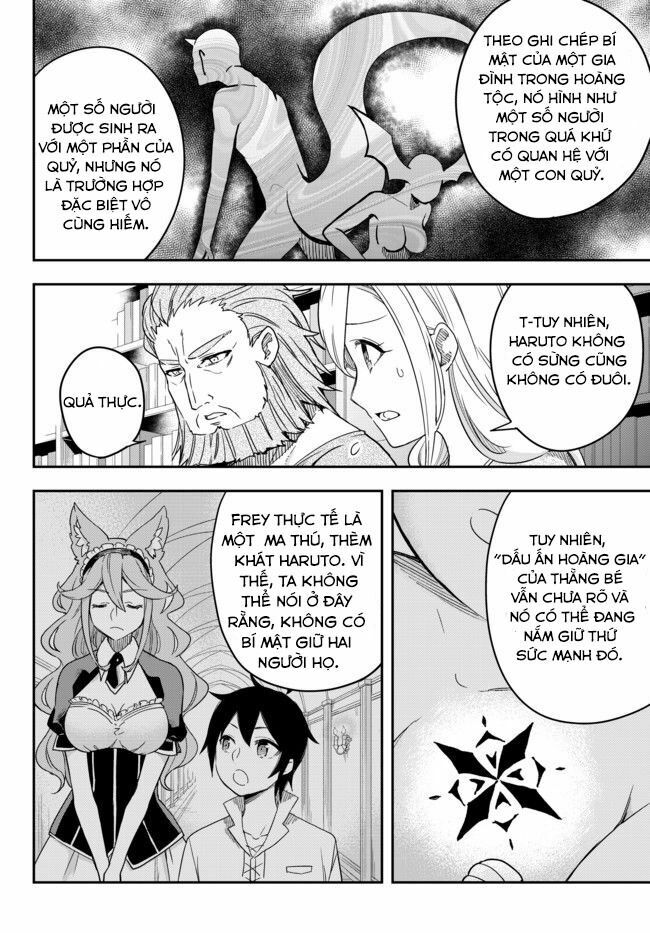 THEO GHI CHÉP BÍ
MẬT CỦA MỘT GIA
ĐÌNH TRONG HOÀNG
TỘC, NÓ HÌNH NHƯ
MỘT SỐ NGƯỜI
TRONG QUÁ KHỨ
CÓ QUAN HỆ VỚI
MỘT CON QUỶ.
MỘT SỐ NGƯỜI
ĐƯỢC SINH RA
VỚI MỘT PHẦN CỦA
QUỶ, NHƯNG NÓ
LÀ TRƯỜNG HỢP
ĐẶC BIỆT VÔ
CÙNG HIẾM.
T-TUY NHIÊN,
HARUTO KHÔNG
CÓ SỪNG CŨNG
KHÔNG CÓ ĐUÔI.
QUẢ THỰC.
TUY NHIÊN,
“DẤU ẤN HOÀNG GIA”
CỦA THẰNG BÉ
VẪN CHƯA RÕ VÀ
NÓ CÓ THỂ ĐANG
NẮM GIỮ THỨ
SỨC MẠNH ĐÓ.
FREY THỰC TẾ LÀ
MỘT MA THÚ, THÈM
KHÁT HARUTO. VÌ
THẾ, TA KHÔNG
THỂ NÓI Ở ĐÂY
RẰNG, KHÔNG CÓ
BÍ MẬT GIỮ HAI
NGƯỜI HỌ.